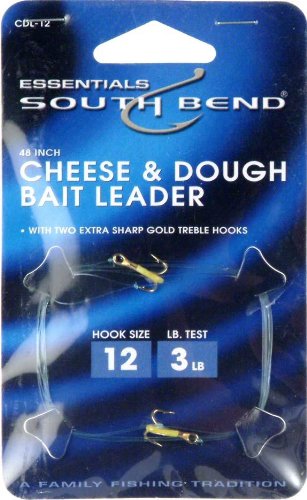 CDL-12
ESSENTIALS
SOUTH BEND®
48 INCH
CHEESE & DOUGH
BAIT LEADER
• WITH TWO EXTRA SHARP GOLD TREBLE HOOKS
HOOK SIZE LB. TEST
12 3 LB
A FAMILY FISHING TRADITION